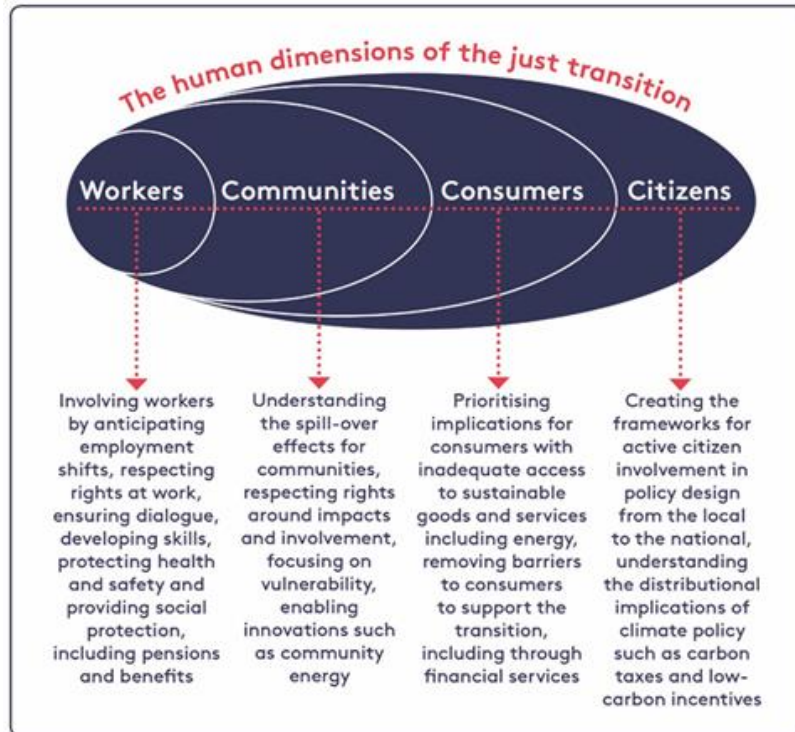 The human dimensions of the just transition
Workers
Communities
Consumers
Citizens
Involving workers
by anticipating
employment
shifts, respecting
rights at work,
ensuring dialogue,
developing skills,
protecting health
and safety and
providing social
protection,
including pensions
and benefits
Understanding
the spill-over
effects for
communities,
respecting rights
around impacts
and involvement,
focusing on
vulnerability,
enabling
innovations such
as community
energy
Prioritising
implications for
consumers with
inadequate access
to sustainable
goods and services
including energy,
removing barriers
to consumers
to support the
transition,
including through
financial services
Creating the
frameworks for
active citizen
involvement in
policy design
from the local
to the national,
understanding
the distributional
implications of
climate policy
such as carbon
taxes and low-
carbon incentives